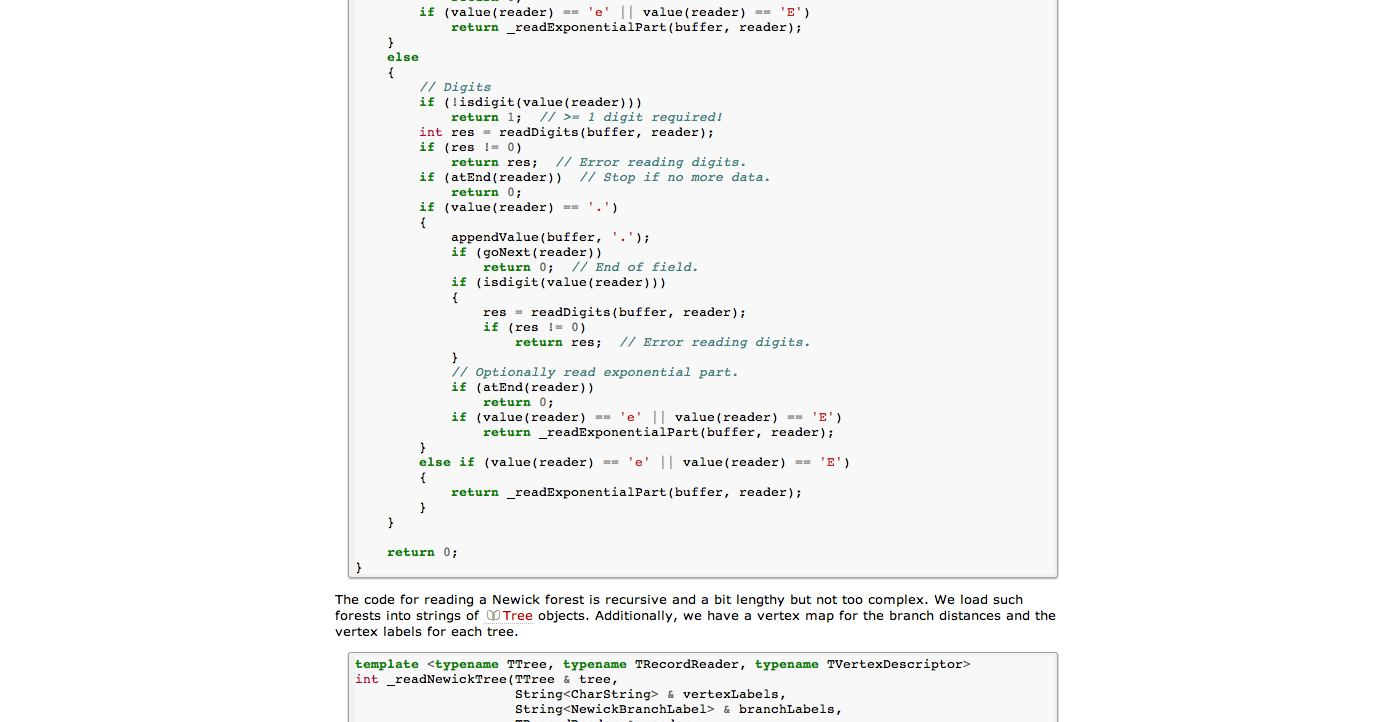 if (value(reader) == 'e' || value(reader) == 'E')
return _readExponentialPart(buffer, reader);
}
else
{
// Digits
if (!isdigit(value(reader)))
return 1;  // >= 1 digit required!
int res = readDigits(buffer, reader);
if (res != 0)
return res;  // Error reading digits.
if (atEnd(reader))  // Stop if no more data.
return 0;
if (value(reader) == '.')
{
appendValue(buffer, '.');
if (goNext(reader))
return 0;  // End of field.
if (isdigit(value(reader)))
{
res = readDigits(buffer, reader);
if (res != 0)
return res;  // Error reading digits.
}
// Optionally read exponential part.
if (atEnd(reader))
return 0;
if (value(reader) == 'e' || value(reader) == 'E')
return _readExponentialPart(buffer, reader);
}
else if (value(reader) == 'e' || value(reader) == 'E')
{
return _readExponentialPart(buffer, reader);
}
}
return 0;
}
The code for reading a Newick forest is recursive and a bit lengthy but not too complex. We load such
forests into strings of Tree objects. Additionally, we have a vertex map for the branch distances and the
vertex labels for each tree.
template <typename TTree, typename TRecordReader, typename TVertexDescriptor>
int _readNewickTree(TTree & tree,
String<CharString> & vertexLabels,
String<NewickBranchLabel> & branchLabels,